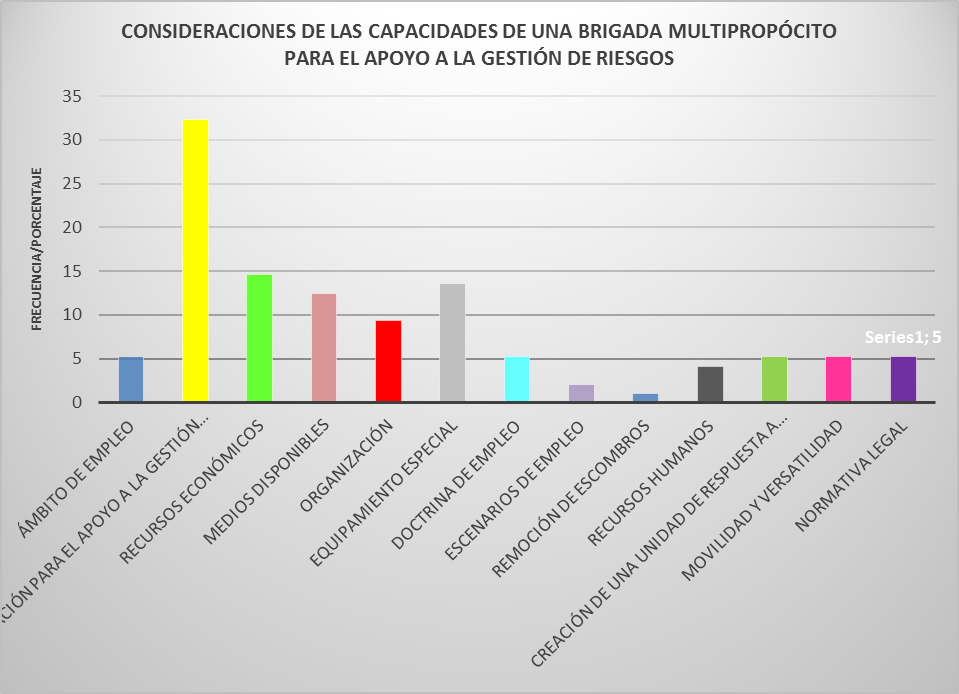 CONSIDERACIONES DE LAS CAPACIDADES DE UNA BRIGADA MULTIPROPÓCITO
PARA EL APOYO A LA GESTIÓN DE RIESGOS
FRECUENCIA/PORCENTAJE
35
30
25
20
15
10
5
0
Series1; 5
ÁMBITO DE EMPLEO
PARA EL APOYO A LA GESTIÓN...
RECURSOS ECONÓMICOS
MEDIOS DISPONIBLES
ORGANIZACIÓN
EQUIPAMIENTO ESPECIAL
DOCTRINA DE EMPLEO
ESCENARIOS DE EMPLEO
REMOCIÓN DE ESCOMBROS
RECURSOS HUMANOS
CREACIÓN DE UNA UNIDAD DE RESPUESTA A...
MOVILIDAD Y VERSATILIDAD
NORMATIVA LEGAL